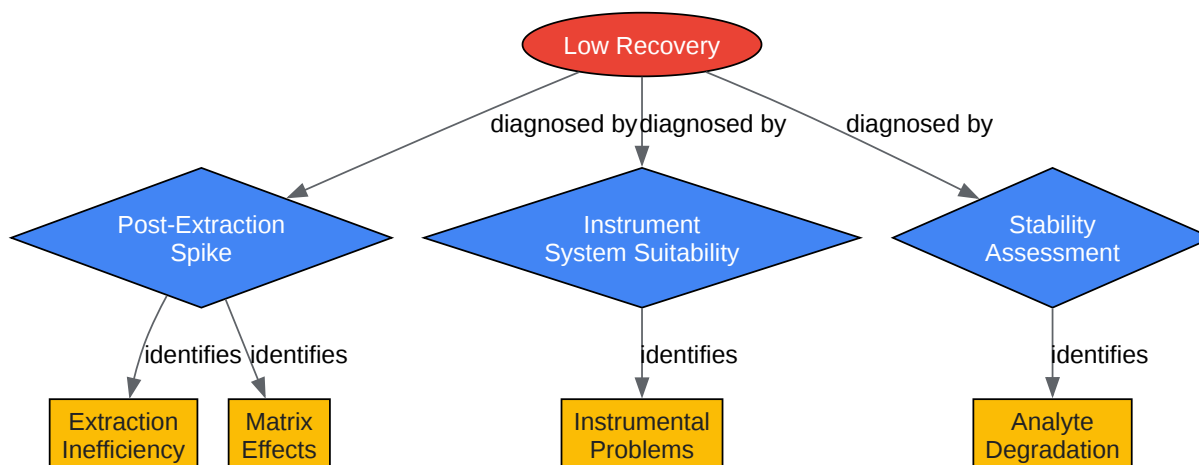 Low Recovery
diagnosed by
diagnosed by
diagnosed by
Post-Extraction
Spike
Instrument
System Suitability
Stability
Assessment
identifies
identifies
identifies
identifies
Extraction
Inefficiency
Matrix
Effects
Instrumental
Problems
Analyte
Degradation